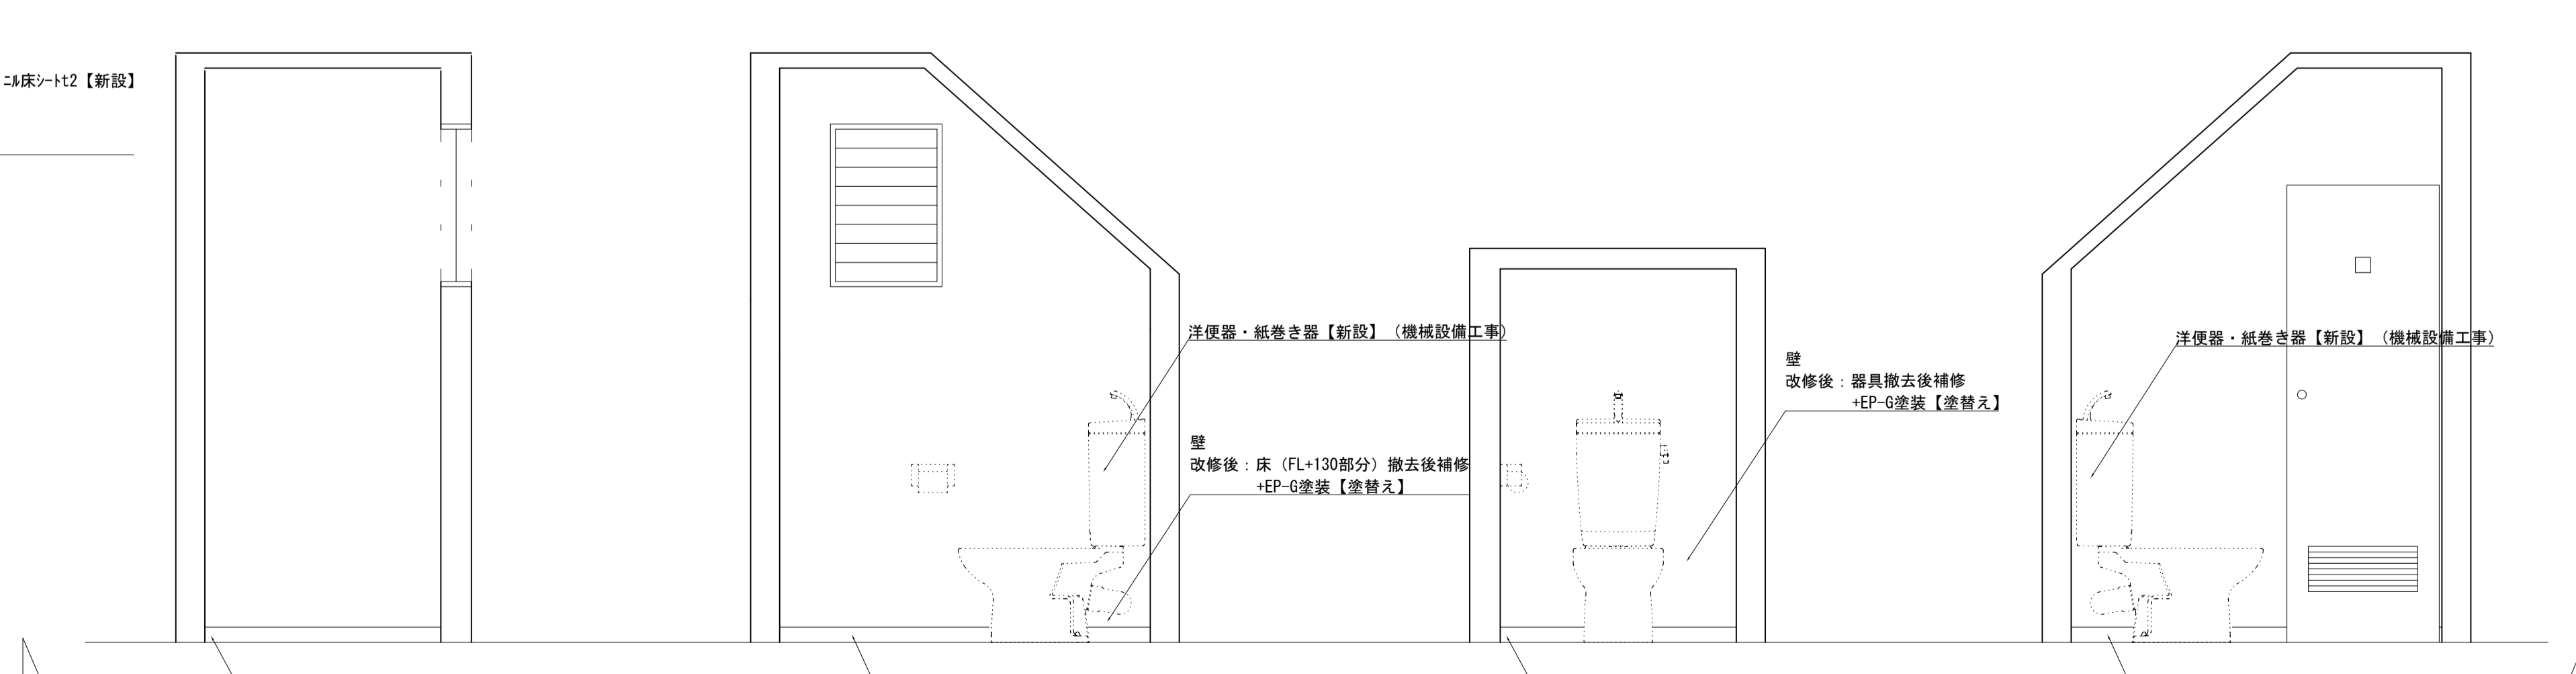 ﾆﾙ床ｼｰﾄt2【新設】
洋便器・紙巻き器【新設】（機械設備工事）
壁
改修後：床（FL+130部分）撤去後補修
+EP-G塗装【塗替え】
壁
改修後：器具撤去後補修
+EP-G塗装【塗替え】
洋便器・紙巻き器【新設】（機械設備工事）